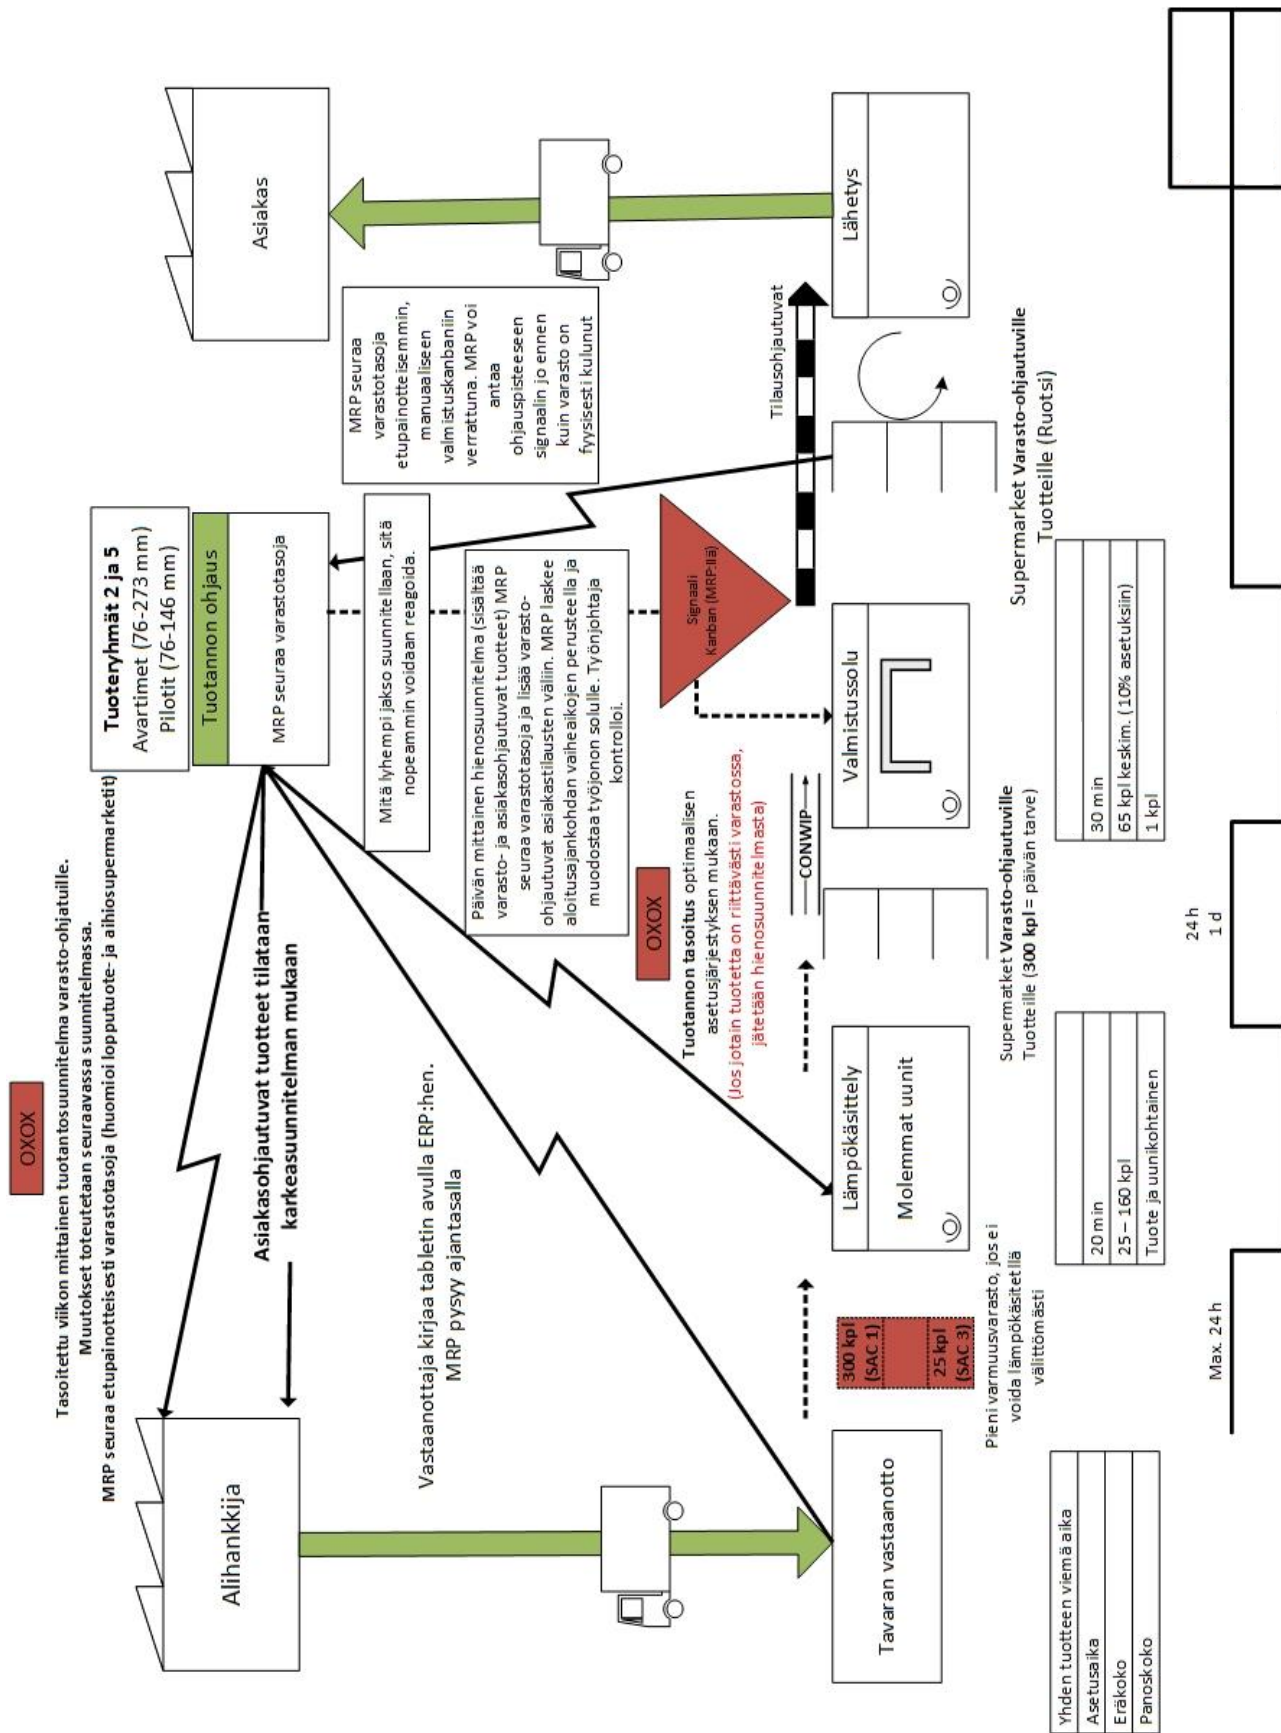 OXOX
Tasoitettu viikon mittainen tuotantosuunnitelma varasto-ohjatuille.
Muutokset toteutetaan seuraavassa suunnitelmassa.
MRP seuraa etupainotteisesti varastotasoja (huomioi lopputuote- ja aihiosupermarketit)
Tuoteryhmät 2 ja 5
Avartimet (76-273 mm)
Pilotit (76-146 mm)
Alihankkija
Asiakasohjautuvat tuotteet tilataan
karkeasuunnitelman mukaan
Tuotannon ohjaus
MRP seuraa varastotasoja
Asiakas
Vastaanottaja kirjaa tabletin avulla ERP:hen.
MRP pysyy ajantasalla
Mitä lyhempi jakso suunnitellaan, sitä
nopeammin voidaan reagoida.
MRP seuraa
varastotasoja
etupainotteisemmin,
manuaaliseen
valmistuskanbaniin
verrattuna. MRP voi
antaa
ohjauspisteeseen
signaalin jo ennen
kuin varasto on
fyysisesti kulunut
Päivän mittainen hienosuunnitelma (sisältää
varasto- ja asiakasohjautuvat tuotteet) MRP
seuraa varastotasoja ja lisää varasto-
ohjautuvat asiakastilausten väliin. MRP laskee
aloitusajankohdan vaiheaikojen perusteella ja
muodostaa työjonon solulle. Työnjohtaja
kontrolloi.
OXOX
Tuotannon tasoitus optimaalisen
asetusjärjestyksen mukaan.
(Jos jotain tuotetta on riittävästi varastossa,
jätetään hienosuunnitelmasta)
Signaali
Kanban (MRP:llä)
Tilausohjautuvat
CONWIP
Tavaran vastaanotto
300 kpl
(SAC 1)
25 kpl
(SAC 3)
Pieni varmuusvarasto, jos ei
voida lämpökäsitellä
välittömästi
Lämpökäsittely
Molemmat uunit
Supermatket Varasto-ohjautuville
Tuotteille (300 kpl = päivän tarve)
Valmistussolu
Supermarket Varasto-ohjautuville
Tuotteille (Ruotsi)
Lähetys
Yhden tuotteen viemä aika
Asetusaika
Eräkoko
Panoskoko
20 min
25 – 160 kpl
Tuote ja uunikohtainen
30 min
65 kpl keskim. (10% asetuksiin)
1 kpl
Max. 24 h
24 h
1 d